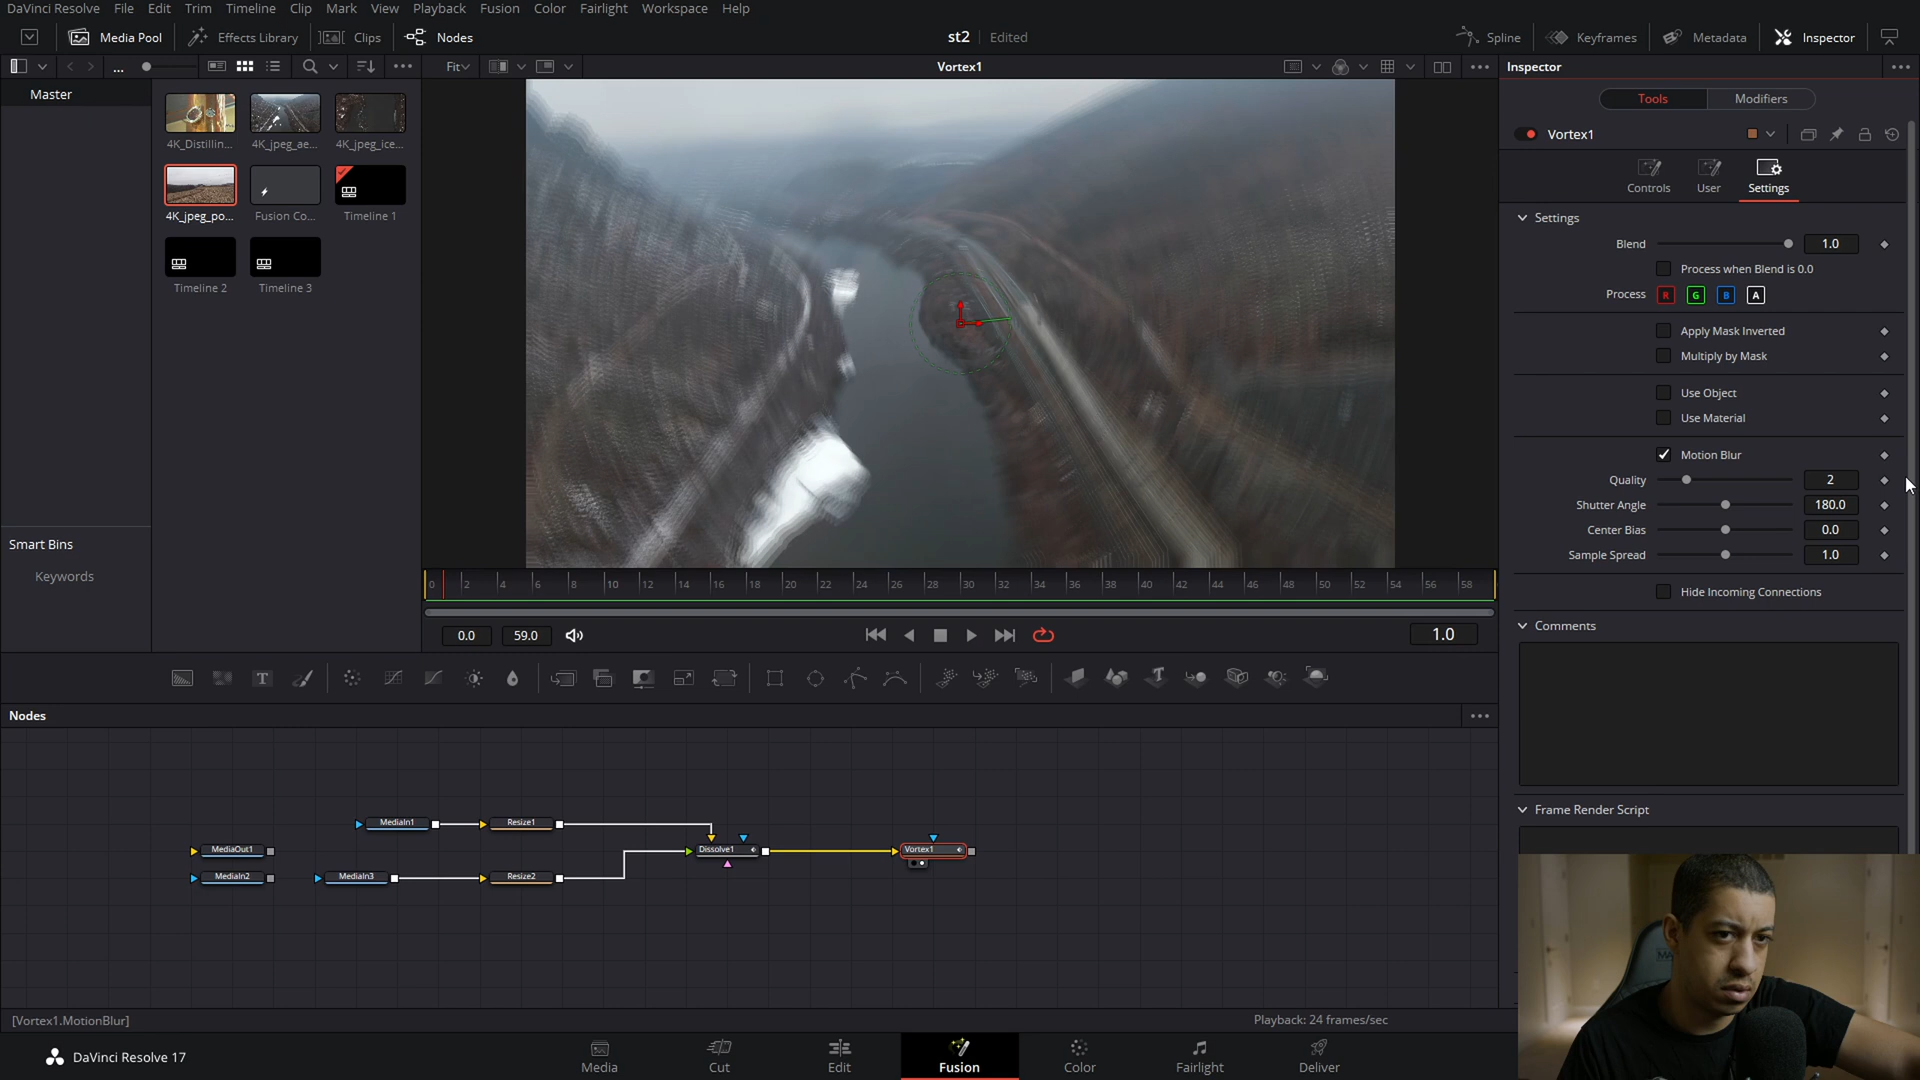 DaVinci Resolve File Edit Trim Timeline Clip Mark View Playback Fusion Color Fairlight Workspace Help
Media Pool Effects Library Clips Nodes st2 Edited Spline Keyframes Metadata Inspector
... Fit Vortex1 Inspector
Master
Tools Modifiers
Vortex1
4K_Distillin... 4K_jpeg_ae... 4K_jpeg_ice...
Controls User Settings
4K_jpeg_po... Fusion Co... Timeline 1
Settings
Blend 1.0
Process when Blend is 0.0
Timeline 2 Timeline 3
Process R G B A
Apply Mask Inverted
Multiply by Mask
Use Object
Use Material
Motion Blur
Quality 2
Shutter Angle 180.0
Center Bias 0.0
Smart Bins
Sample Spread 1.0
Keywords
0 2 4 6 8 10 12 14 16 18 20 22 24 26 28 30 32 34 36 38 40 42 44 46 48 50 52 54 56 58
Hide Incoming Connections
Comments
0.0 59.0 1.0
T T
Nodes
Frame Render Script
MediaIn1 Resize1
MediaOut1 Dissolve1 Vortex1
MediaIn2 MediaIn3 Resize2
[Vortex1.MotionBlur] Playback: 24 frames/sec
DaVinci Resolve 17 Media Cut Edit Fusion Color Fairlight Deliver